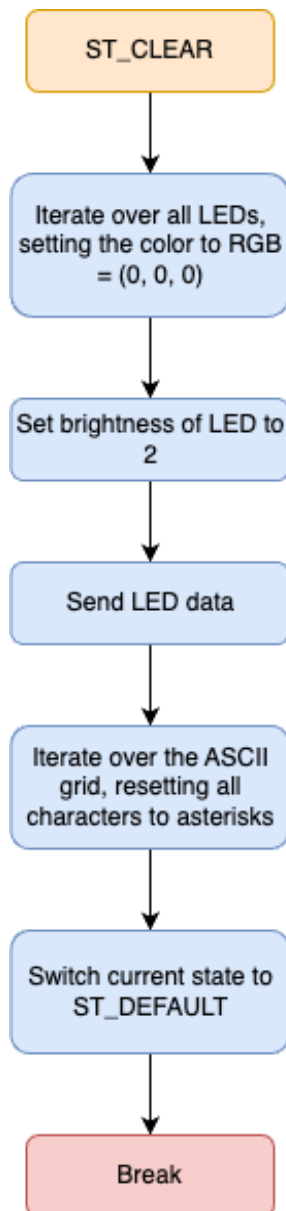 ST_CLEAR
Iterate over all LEDs,
setting the color to RGB
= (0, 0, 0)
Set brightness of LED to
2
Send LED data
Iterate over the ASCII
grid, resetting all
characters to asterisks
Switch current state to
ST_DEFAULT
Break